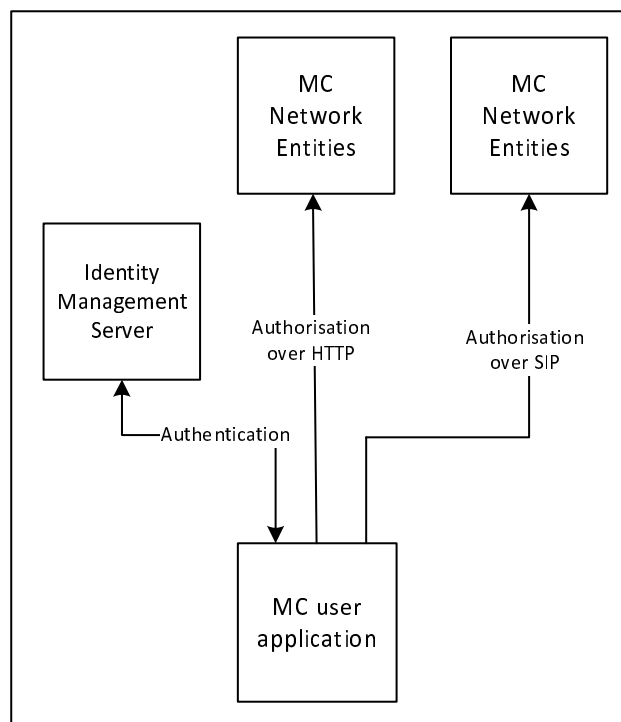 MC
Network
Entities
MC
Network
Entities
Identity
Management
Server
Authorisation
over HTTP
Authorisation
over SIP
Authentication
MC user
application